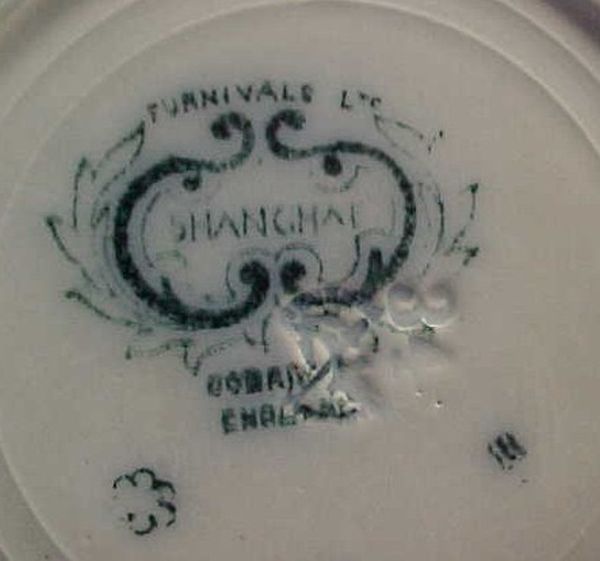 FURNIVALS LTD
SHANGHAI
COBRIDGE
ENGLAND